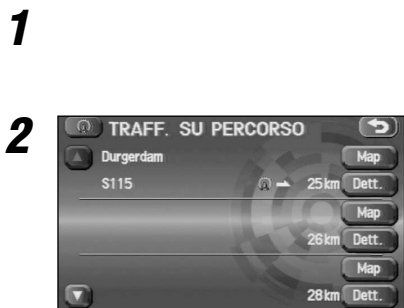 1
2
TRAFF. SU PERCORSO
Durgerdam Map
S115 25km Dett.
Map
26km Dett.
Map
28km Dett.